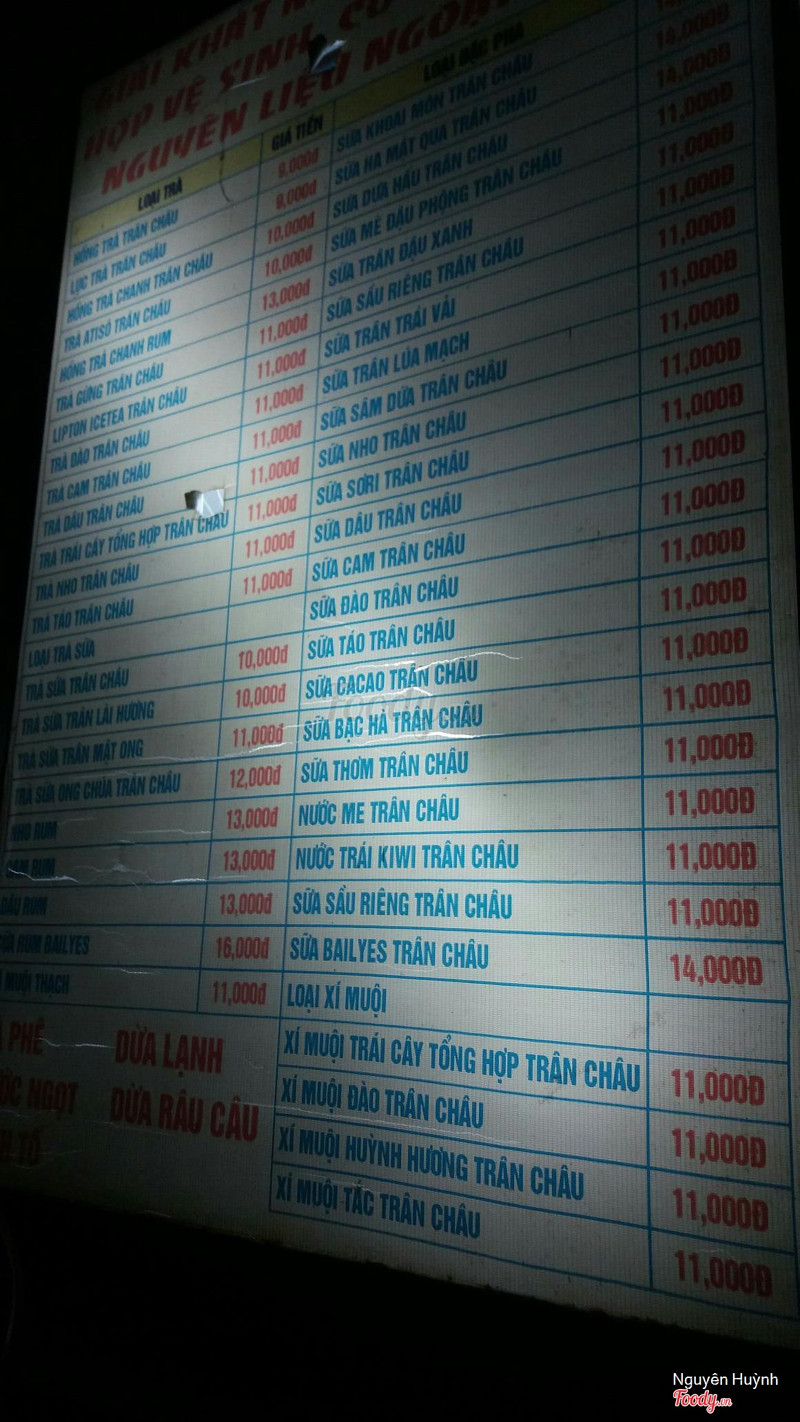 GIẢI KHÁT
HỢP VỆ SINH, CÓ
NGUYÊN LIỆU NGOẠI
LOẠI TRÀ GIÁ TIỀN
HỒNG TRÀ TRÂN CHÂU 9,000đ
LỤC TRÀ TRÂN CHÂU 9,000đ
HỒNG TRÀ CHANH TRÂN CHÂU 10,000đ
TRÀ ATISÔ TRÂN CHÂU 10,000đ
HỒNG TRÀ CHANH RUM 13,000đ
TRÀ GỪNG TRÂN CHÂU 11,000đ
LIPTON ICETEA TRÂN CHÂU 11,000đ
TRÀ ĐÀO TRÂN CHÂU 11,000đ
TRÀ CAM TRÂN CHÂU 11,000đ
TRÀ DÂU TRÂN CHÂU 11,000đ
TRÀ TRÁI CÂY TỔNG HỢP TRÂN CHÂU 11,000đ
TRÀ NHO TRÂN CHÂU 11,000đ
TRÀ TÁO TRÂN CHÂU 11,000đ
LOẠI TRÀ SỮA
TRÀ SỮA TRÂN CHÂU 10,000đ
TRÀ SỮA TRÂN LÀI HƯƠNG 10,000đ
TRÀ SỮA TRÂN MẬT ONG 11,000đ
TRÀ SỮA ONG CHÚA TRÂN CHÂU 12,000đ
NHO RUM 13,000đ
CAM RUM 13,000đ
DÂU RUM 13,000đ
RUM BAILYES 16,000đ
MUỘI THẠCH 11,000đ
PHÊ DỪA LẠNH
NGỌT DỪA RÂU CÂU
TỐ
LOẠI ĐẶC PHA
SỮA KHOAI MÔN TRÂN CHÂU 14,000Đ
SỮA HẠ MẬT QUA TRÂN CHÂU 14,000Đ
SỮA DƯA HẤU TRÂN CHÂU 11,000Đ
SỮA MÈ ĐẬU PHỘNG TRÂN CHÂU 11,000Đ
SỮA TRÂN ĐẬU XANH 11,000Đ
SỮA SẦU RIÊNG TRÂN CHÂU 11,000Đ
SỮA TRÂN TRÁI VẢI 11,000Đ
SỮA TRÂN LÚA MẠCH 11,000Đ
SỮA SÂM DỨA TRÂN CHÂU 11,000Đ
SỮA NHO TRÂN CHÂU 11,000Đ
SỮA SƠRI TRÂN CHÂU 11,000Đ
SỮA DÂU TRÂN CHÂU 11,000Đ
SỮA CAM TRÂN CHÂU 11,000Đ
SỮA ĐÀO TRÂN CHÂU 11,000Đ
SỮA TÁO TRÂN CHÂU 11,000Đ
SỮA CACAO TRÂN CHÂU 11,000Đ
SỮA BẠC HÀ TRÂN CHÂU 11,000Đ
SỮA THƠM TRÂN CHÂU 11,000Đ
NƯỚC ME TRÂN CHÂU 11,000Đ
NƯỚC TRÁI KIWI TRÂN CHÂU 11,000Đ
SỮA SẦU RIÊNG TRÂN CHÂU 11,000Đ
SỮA BAILYES TRÂN CHÂU 14,000Đ
LOẠI XÍ MUỘI
XÍ MUỘI TRÁI CÂY TỔNG HỢP TRÂN CHÂU 11,000Đ
XÍ MUỘI ĐÀO TRÂN CHÂU 11,000Đ
XÍ MUỘI HUỲNH HƯƠNG TRÂN CHÂU 11,000Đ
XÍ MUỘI TẮC TRÂN CHÂU 11,000Đ
foody
Nguyên Huỳnh
Foody.vn